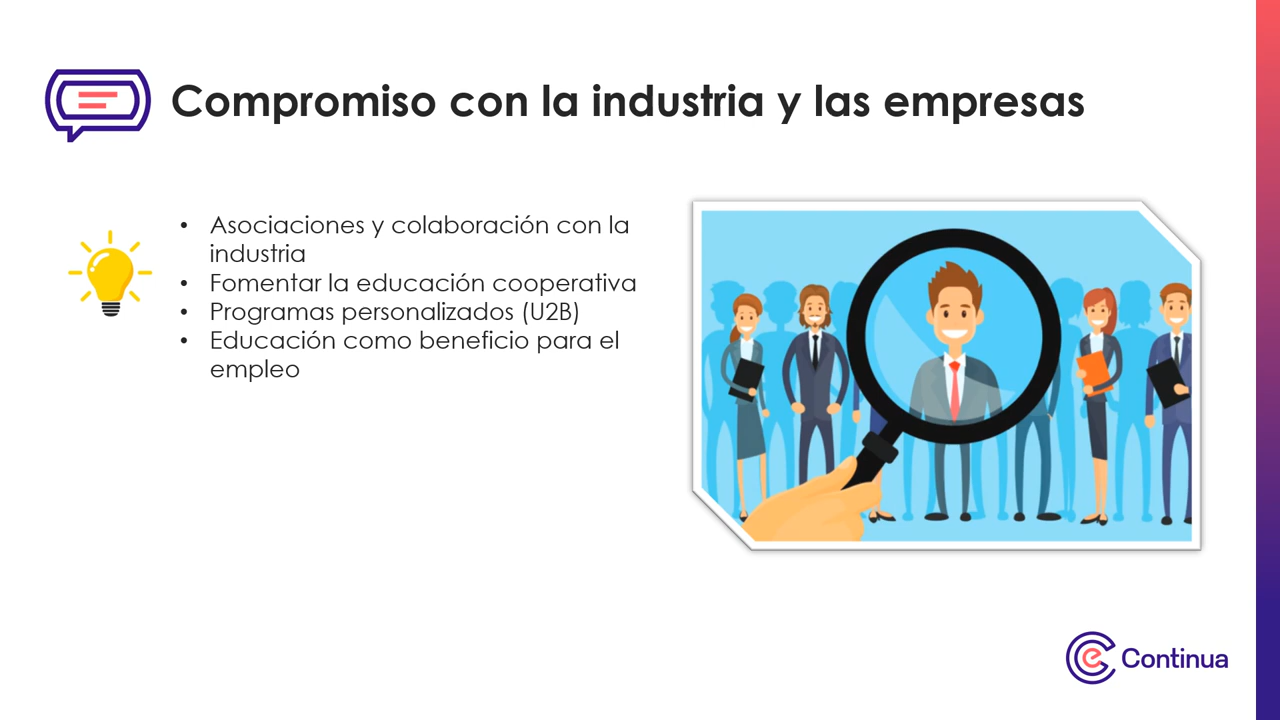 Compromiso con la industria y las empresas
• Asociaciones y colaboración con la
industria
• Fomentar la educación cooperativa
• Programas personalizados (U2B)
• Educación como beneficio para el
empleo
Continua